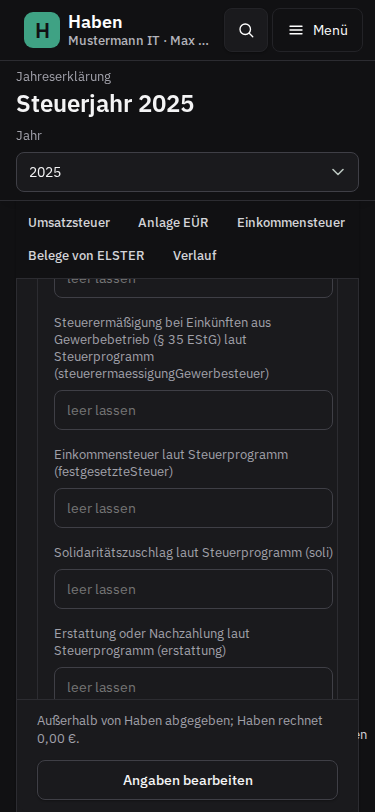 H Haben
Mustermann IT · Max ...
Menü
Jahreserklärung
Steuerjahr 2025
Jahr
2025
Umsatzsteuer Anlage EÜR Einkommensteuer
Belege von ELSTER Verlauf
leer lassen
Steuerermäßigung bei Einkünften aus
Gewerbebetrieb (§ 35 EStG) laut
Steuerprogramm
(steuerermaessigungGewerbesteuer)
leer lassen
Einkommensteuer laut Steuerprogramm
(festgesetzteSteuer)
leer lassen
Solidaritätszuschlag laut Steuerprogramm (soli)
leer lassen
Erstattung oder Nachzahlung laut
Steuerprogramm (erstattung)
leer lassen
Außerhalb von Haben abgegeben; Haben rechnet
0,00 €.
en
Angaben bearbeiten